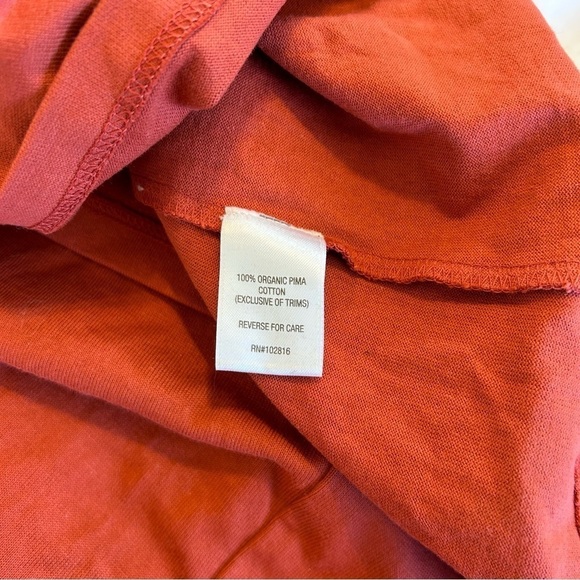 100% ORGANIC PIMA
COTTON
(EXCLUSIVE OF TRIMS)
REVERSE FOR CARE
RN#102816